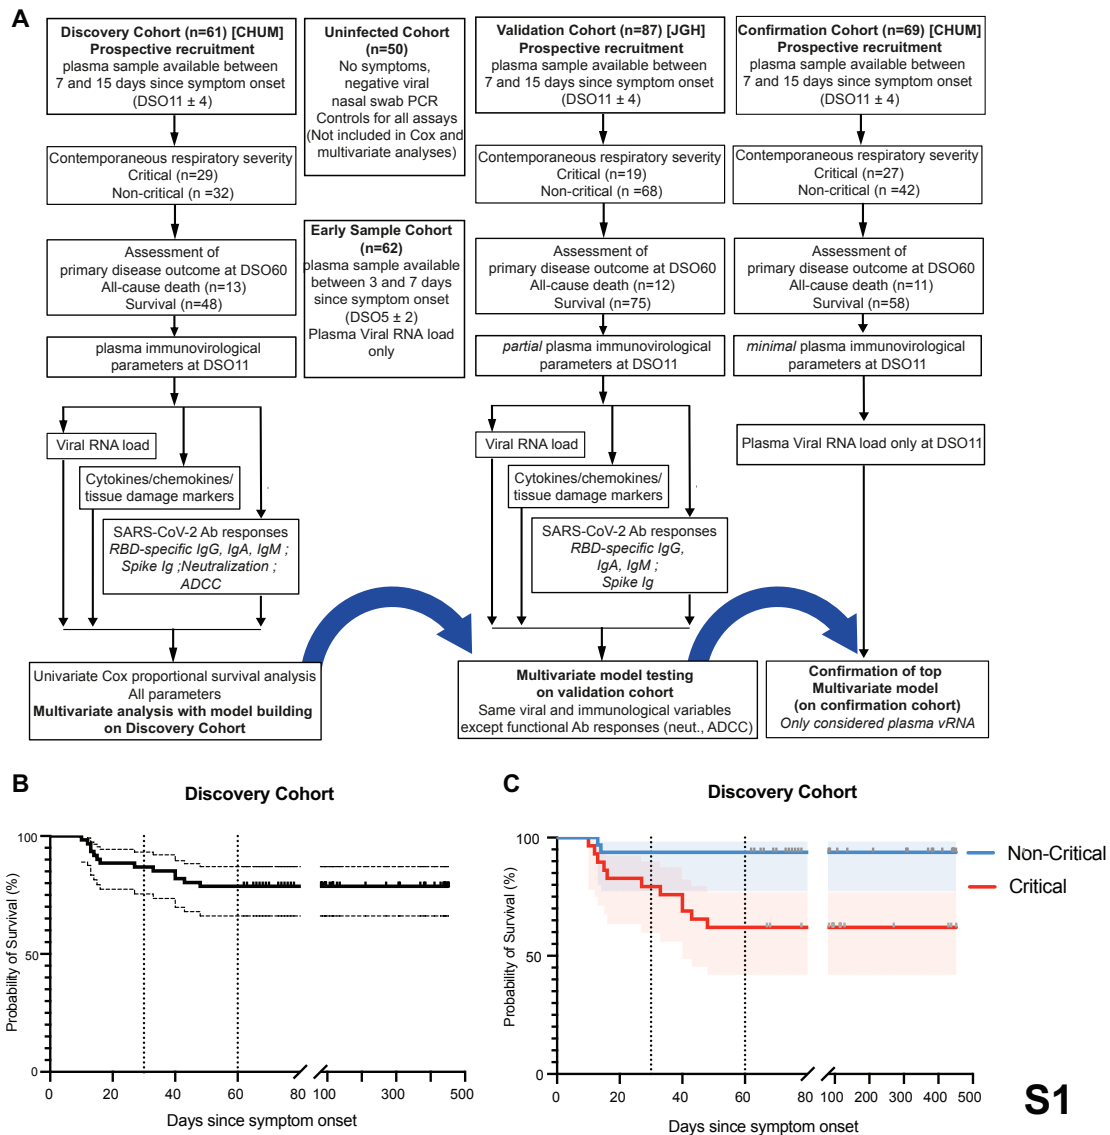 A
Discovery Cohort (n=61) [CHUM]
Prospective recruitment
plasma sample available between
7 and 15 days since symptom onset
(DSO11 ± 4)
Contemporaneous respiratory severity
Critical (n=29)
Non-critical (n =32)
Assessment of
primary disease outcome at DSO60
All-cause death (n=13)
Survival (n=48)
plasma immunovirological
parameters at DSO11
Viral RNA load
Cytokines/chemokines/
tissue damage markers
SARS-CoV-2 Ab responses
RBD-specific IgG, IgA, IgM ;
Spike Ig ;Neutralization ;
ADCC
Univariate Cox proportional survival analysis
All parameters
Multivariate analysis with model building
on Discovery Cohort
Uninfected Cohort
(n=50)
No symptoms,
negative viral
nasal swab PCR
Controls for all assays
(Not included in Cox and
multivariate analyses)
Early Sample Cohort
(n=62)
plasma sample available
between 3 and 7 days
since symptom onset
(DSO5 ± 2)
Plasma Viral RNA load
only
Validation Cohort (n=87) [JGH]
Prospective recruitment
plasma sample available between
7 and 15 days since symptom onset
(DSO11 ± 4)
Contemporaneous respiratory severity
Critical (n=19)
Non-critical (n =68)
Assessment of
primary disease outcome at DSO60
All-cause death (n=12)
Survival (n=75)
partial plasma immunovirological
parameters at DSO11
Viral RNA load
Cytokines/chemokines/
tissue damage markers
SARS-CoV-2 Ab responses
RBD-specific IgG,
IgA, IgM ;
Spike Ig
Multivariate model testing
on validation cohort
Same viral and immunological variables
except functional Ab responses (neut., ADCC)
Confirmation Cohort (n=69) [CHUM]
Prospective recruitment
plasma sample available between
7 and 15 days since symptom onset
(DSO11 ± 4)
Contemporaneous respiratory severity
Critical (n=27)
Non-critical (n =42)
Assessment of
primary disease outcome at DSO60
All-cause death (n=11)
Survival (n=58)
minimal plasma immunovirological
parameters at DSO11
Plasma Viral RNA load only at DSO11
Confirmation of top
Multivariate model
(on confirmation cohort)
Only considered plasma vRNA
B
Discovery Cohort
Probability of Survival (%)
100
50
0
0 20 40 60 80 100 200 300 400 500
Days since symptom onset
C
Discovery Cohort
Probability of Survival (%)
100
50
0
0 20 40 60 80 100 200 300 400 500
Days since symptom onset
Non-Critical
Critical
S1